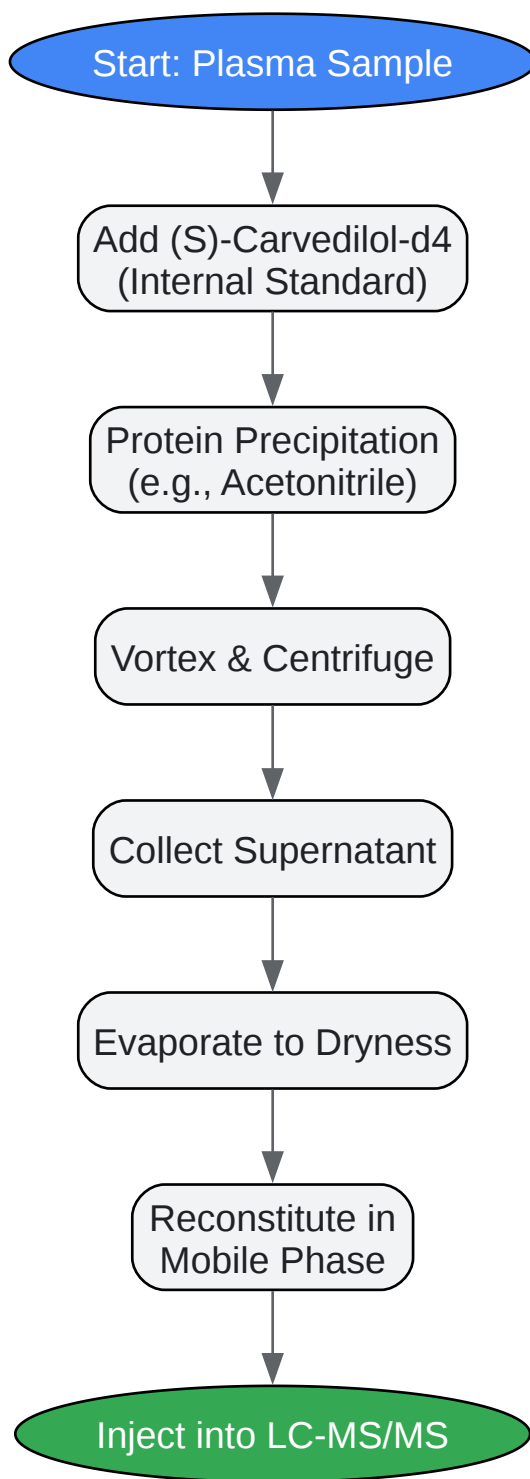 Start: Plasma Sample
Add (S)-Carvedilol-d4
(Internal Standard)
Protein Precipitation
(e.g., Acetonitrile)
Vortex & Centrifuge
Collect Supernatant
Evaporate to Dryness
Reconstitute in
Mobile Phase
Inject into LC-MS/MS